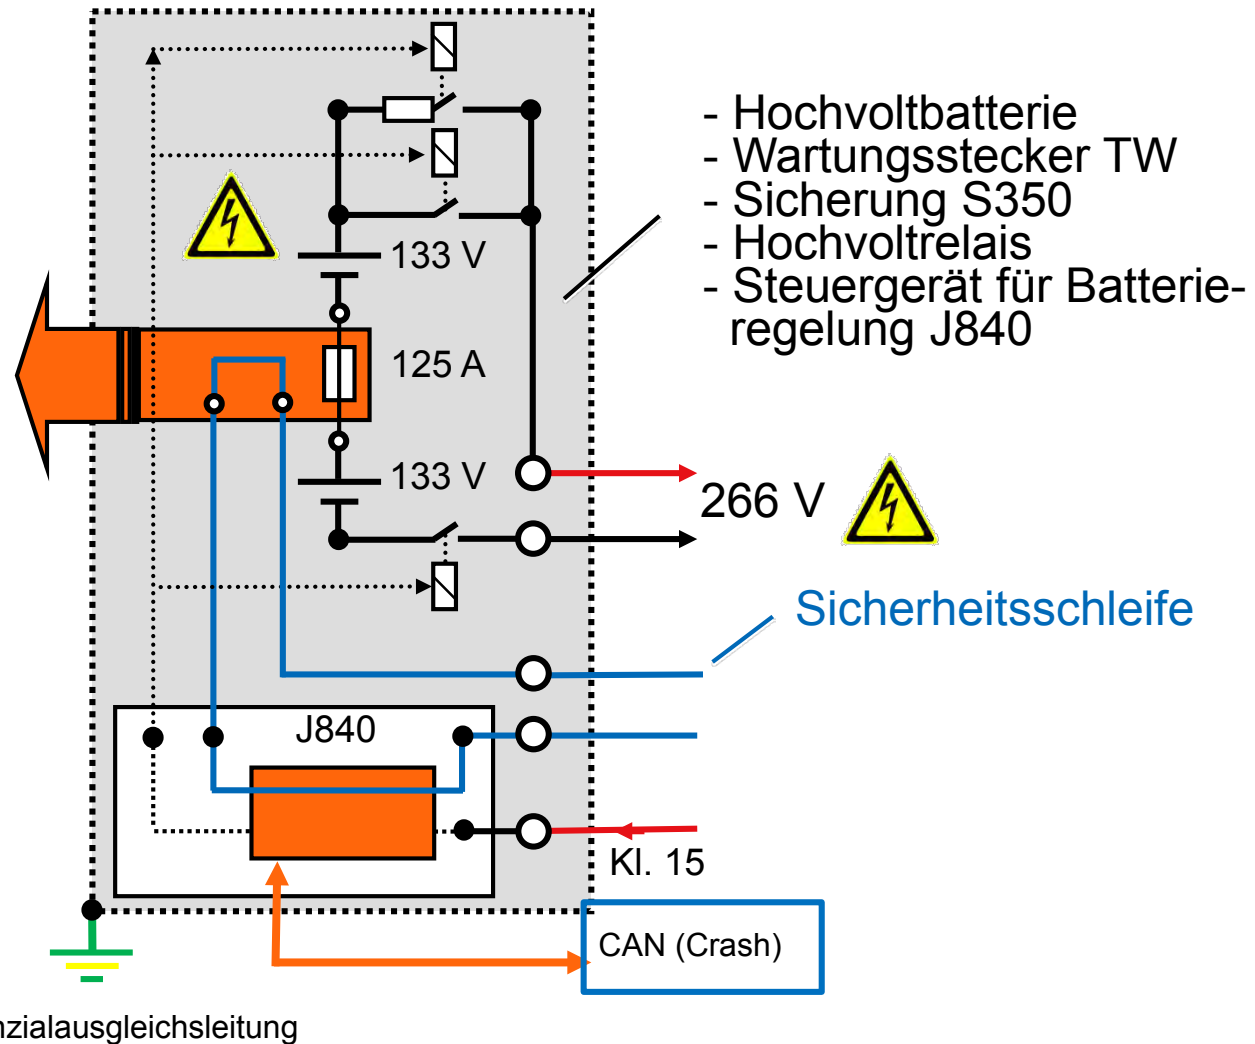 - Hochvoltbatterie
- Wartungsstecker TW
- Sicherung S350
- Hochvoltrelais
- Steuergerät für Batterie-
regelung J840
133 V
125 A
133 V
266 V
Sicherheitsschleife
J840
Kl. 15
CAN (Crash)
nzialausgleichsleitung